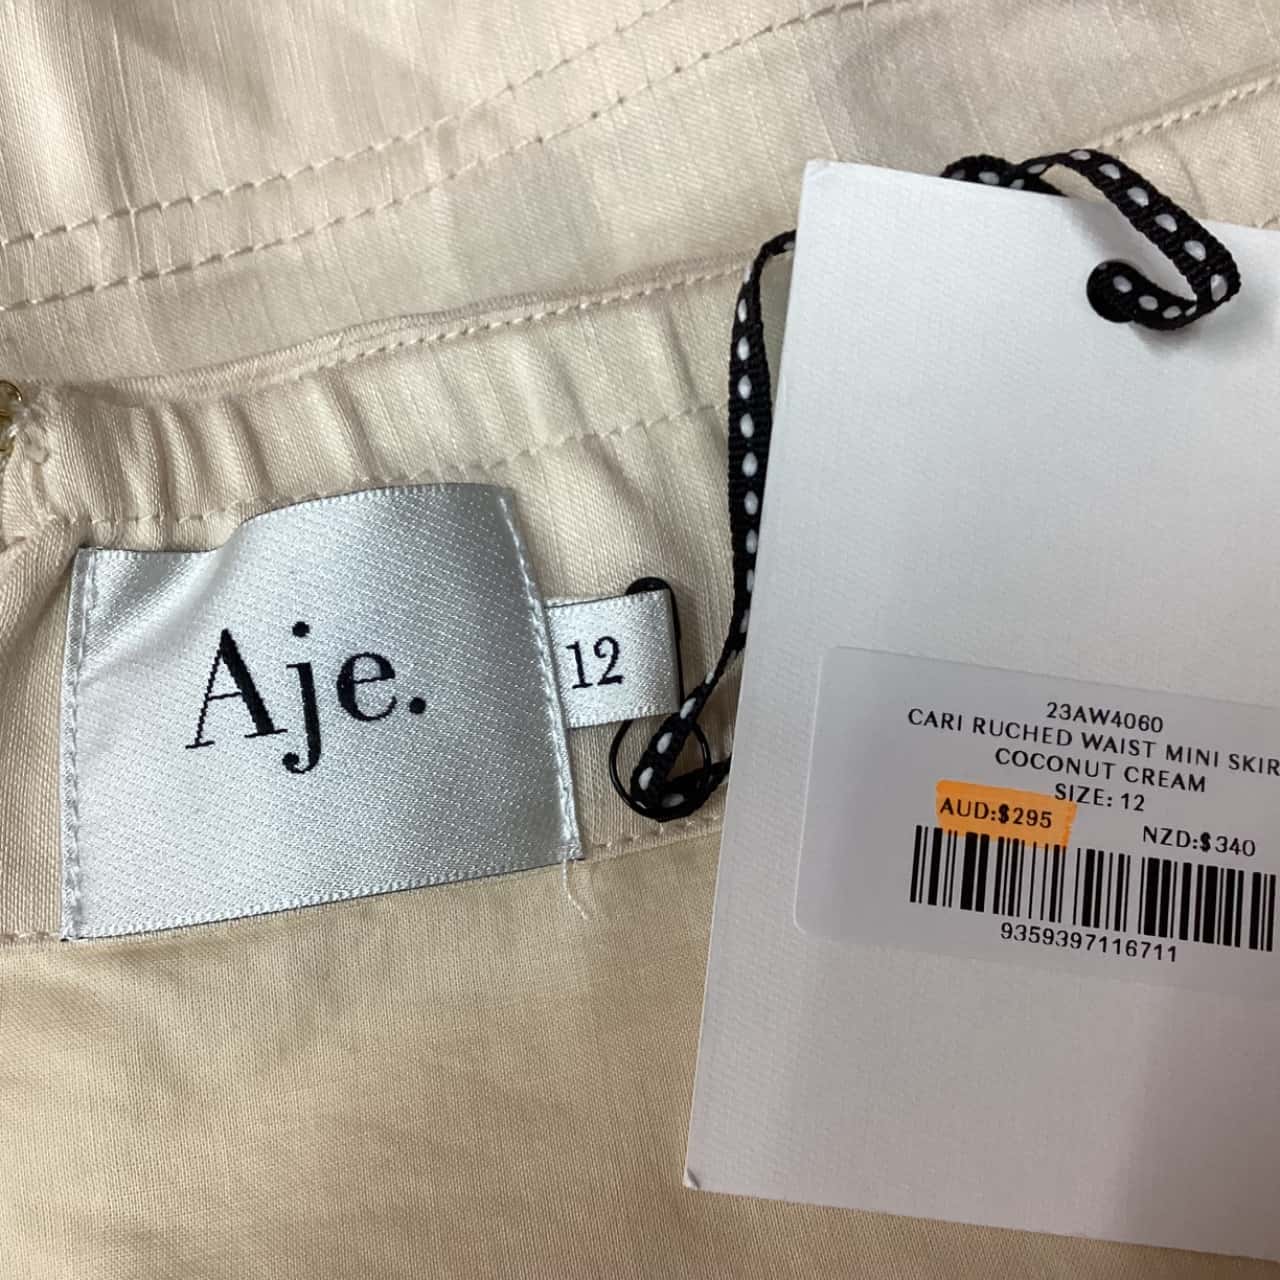 Aje.
12
23AW4060
CARI RUCHED WAIST MINI SKIR
COCONUT CREAM
SIZE: 12
AUD:$295
NZD:$340
9359397116711